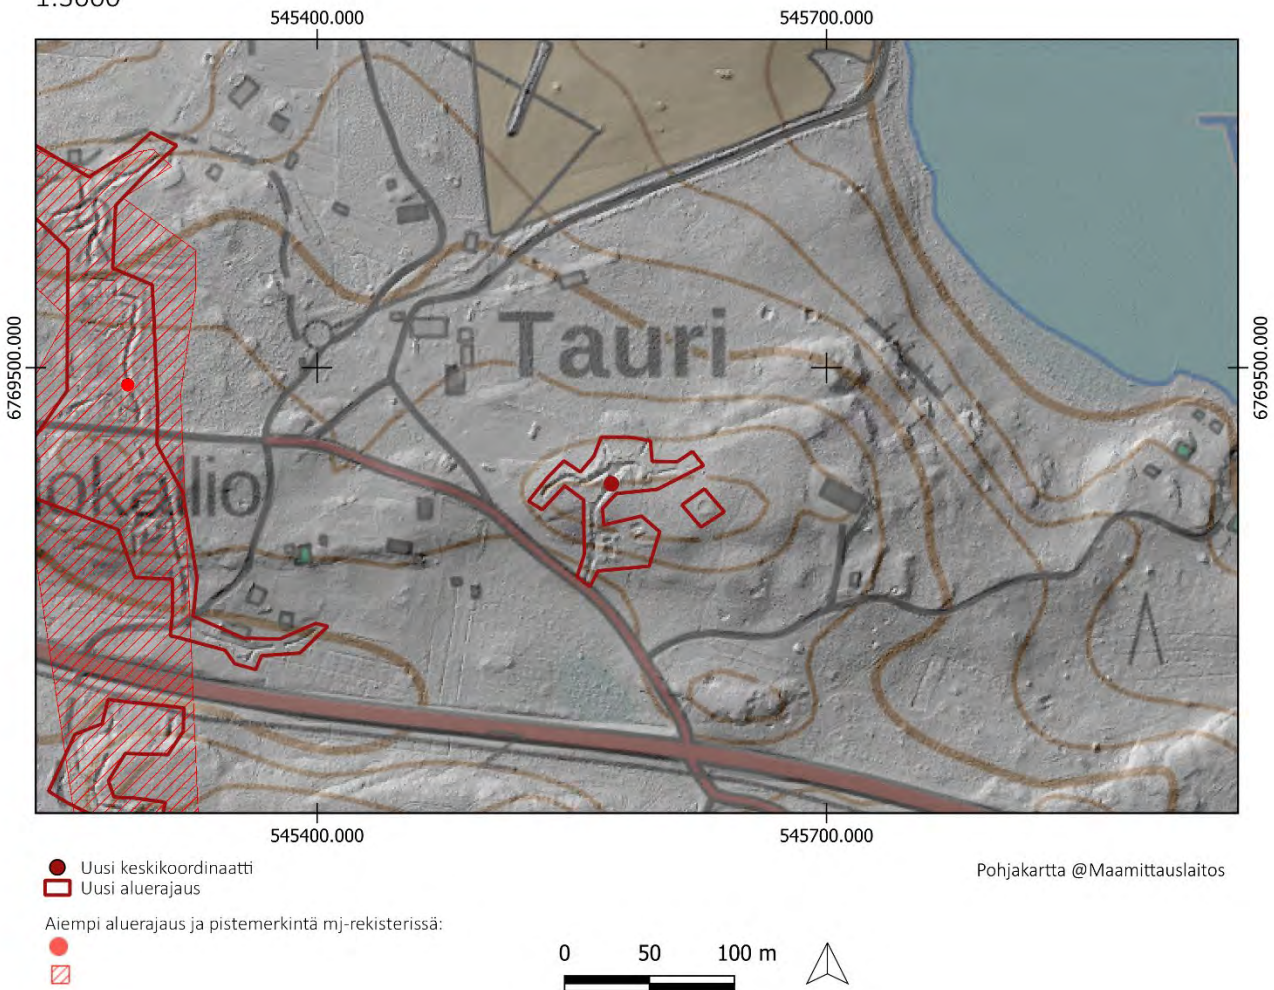 1:3000
545400.000 545700.000
6769500.000
6769500.000
Tauri
okallio
545400.000 545700.000
Uusi keskikoordinaatti
Uusi aluerajaus
Pohjakartta @Maamittauslaitos
Aiempi aluerajaus ja pistemerkintä mj-rekisterissä:
0 50 100 m